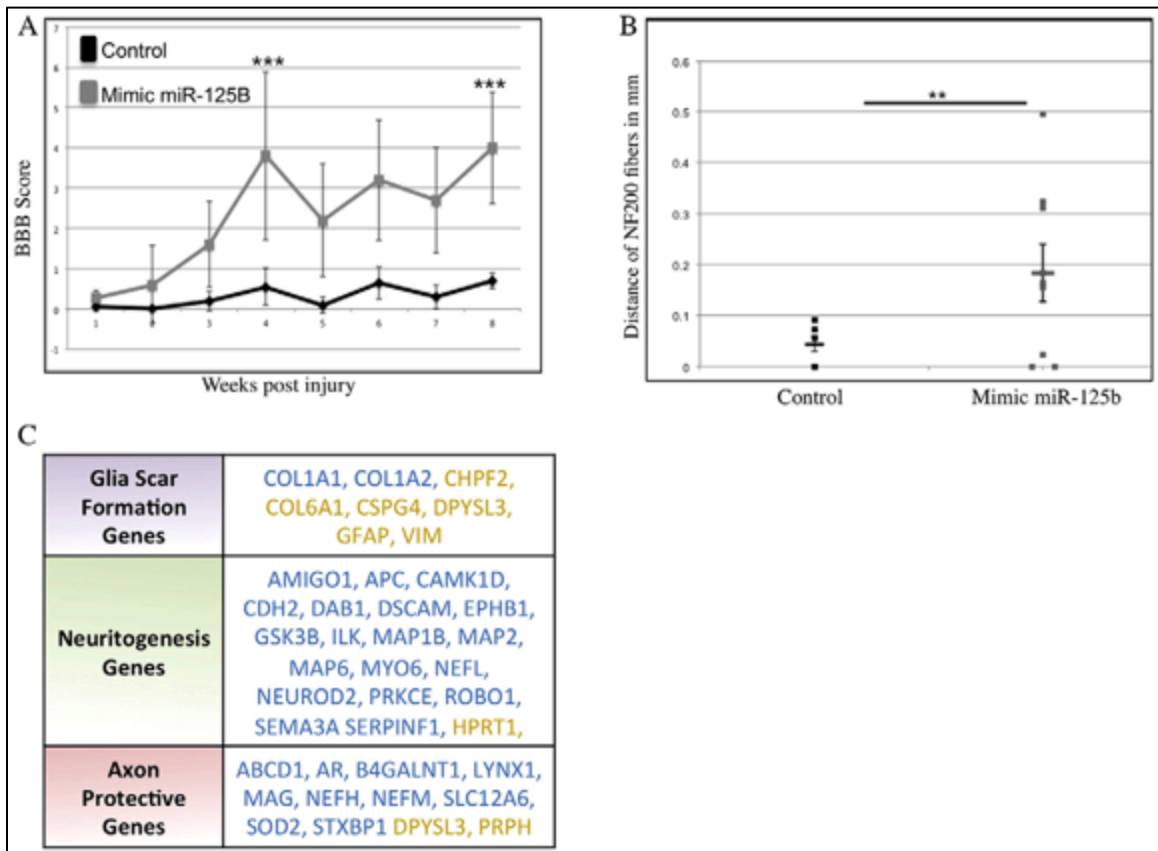 A
7
6
5
4
3
2
1
0
-1
Control
Mimic miR-125B
***
***
BBB Score
1 2 3 4 5 6 7 8
Weeks post injury
B
0.6
0.5
0.4
0.3
0.2
0.1
0
**
Distance of NF200 fibers in mm
Control
Mimic miR-125b
C
Glia Scar
Formation
Genes
COL1A1, COL1A2, CHPF2,
COL6A1, CSPG4, DPYSL3,
GFAP, VIM
Neuritogenesis
Genes
AMIGO1, APC, CAMK1D,
CDH2, DAB1, DSCAM, EPHB1,
GSK3B, ILK, MAP1B, MAP2,
MAP6, MYO6, NEFL,
NEUROD2, PRKCE, ROBO1,
SEMA3A SERPINF1, HPRT1,
Axon
Protective
Genes
ABCD1, AR, B4GALNT1, LYNX1,
MAG, NEFH, NEFM, SLC12A6,
SOD2, STXBP1 DPYSL3, PRPH